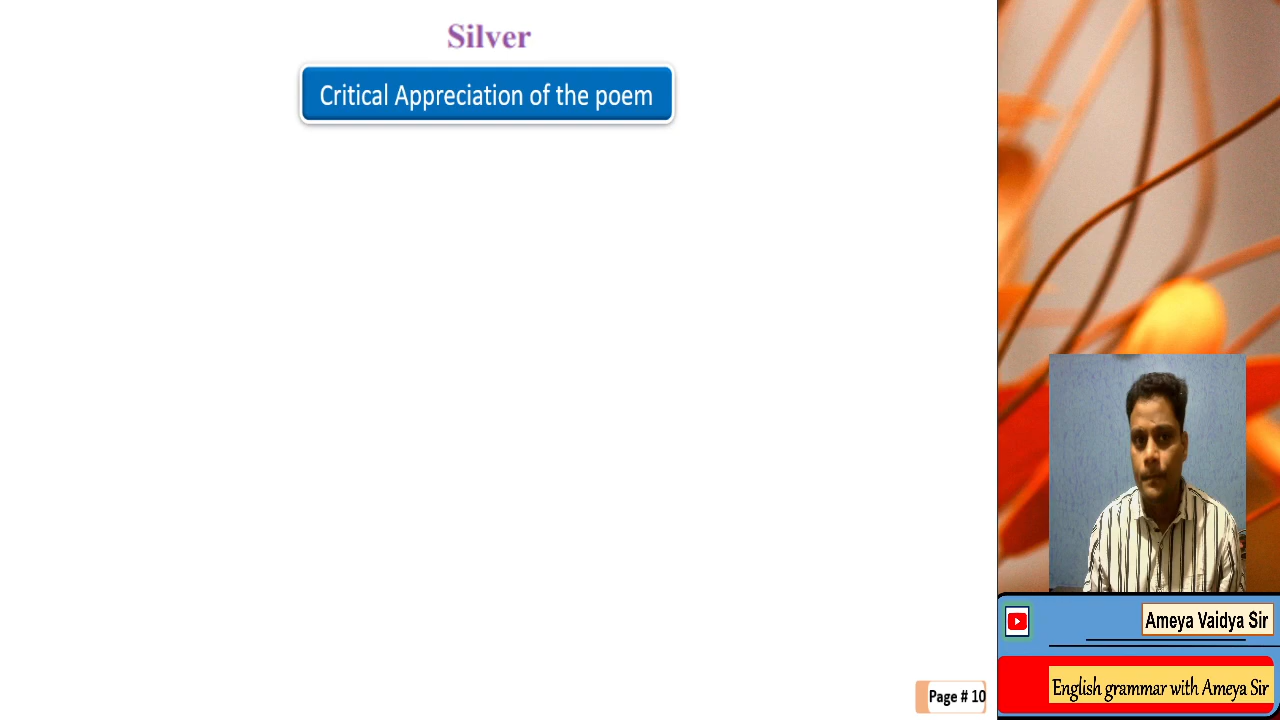 Silver
Critical Appreciation of the poem
Ameya Vaidya Sir
English grammar with Ameya Sir
Page # 10